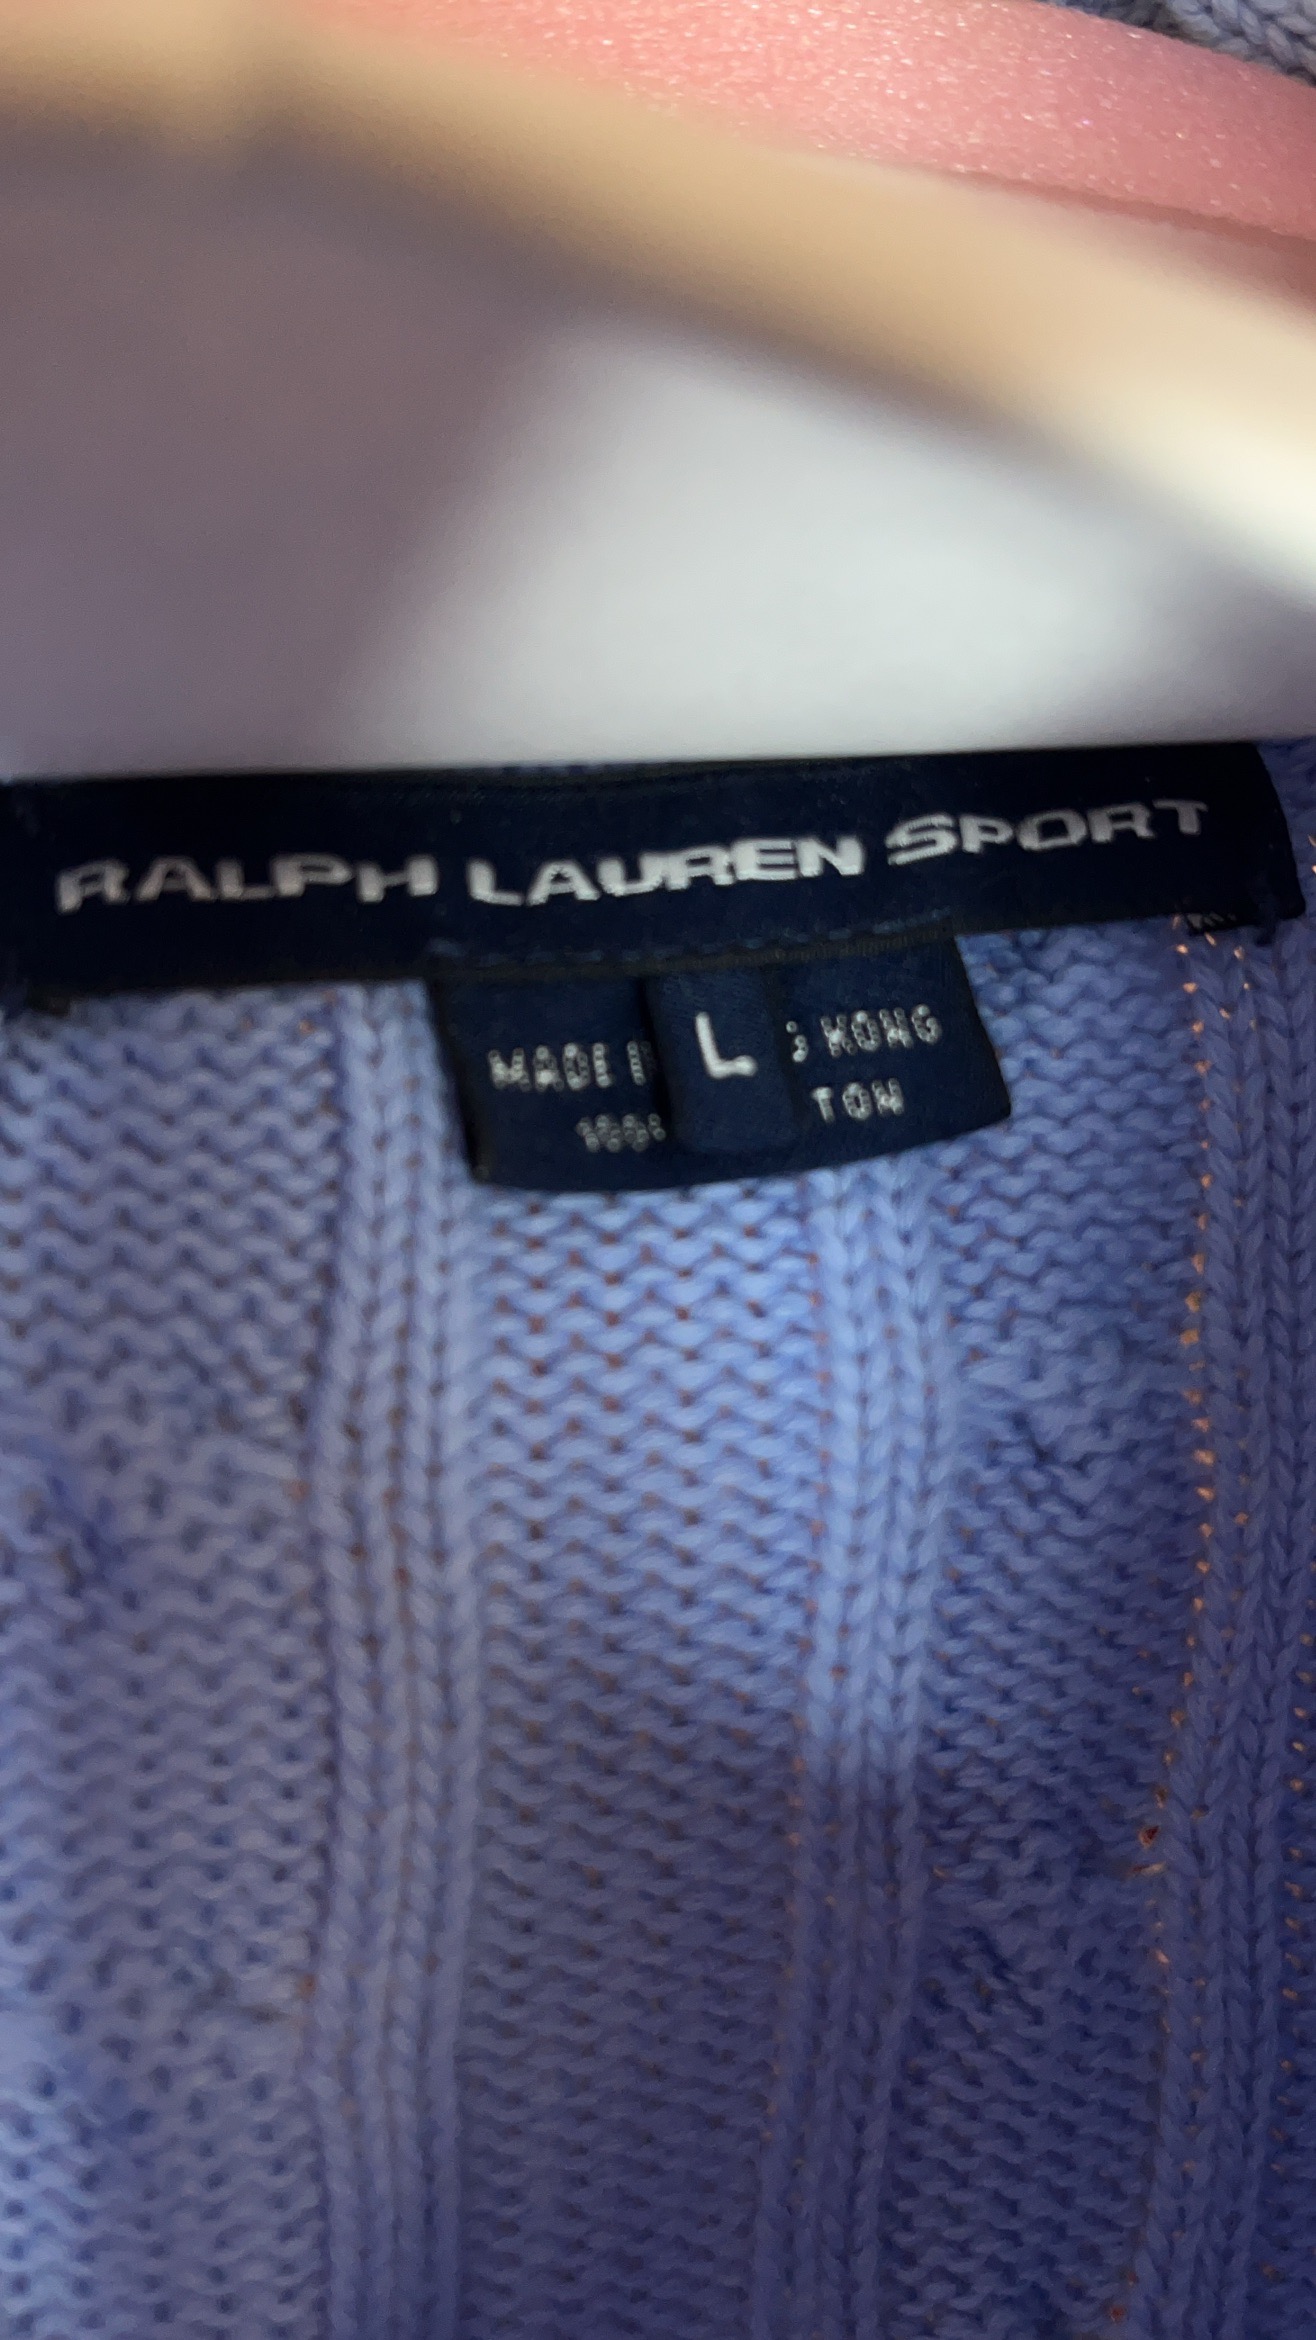 RALPH LAUREN SPORT
MADE I L KONG
100 TON